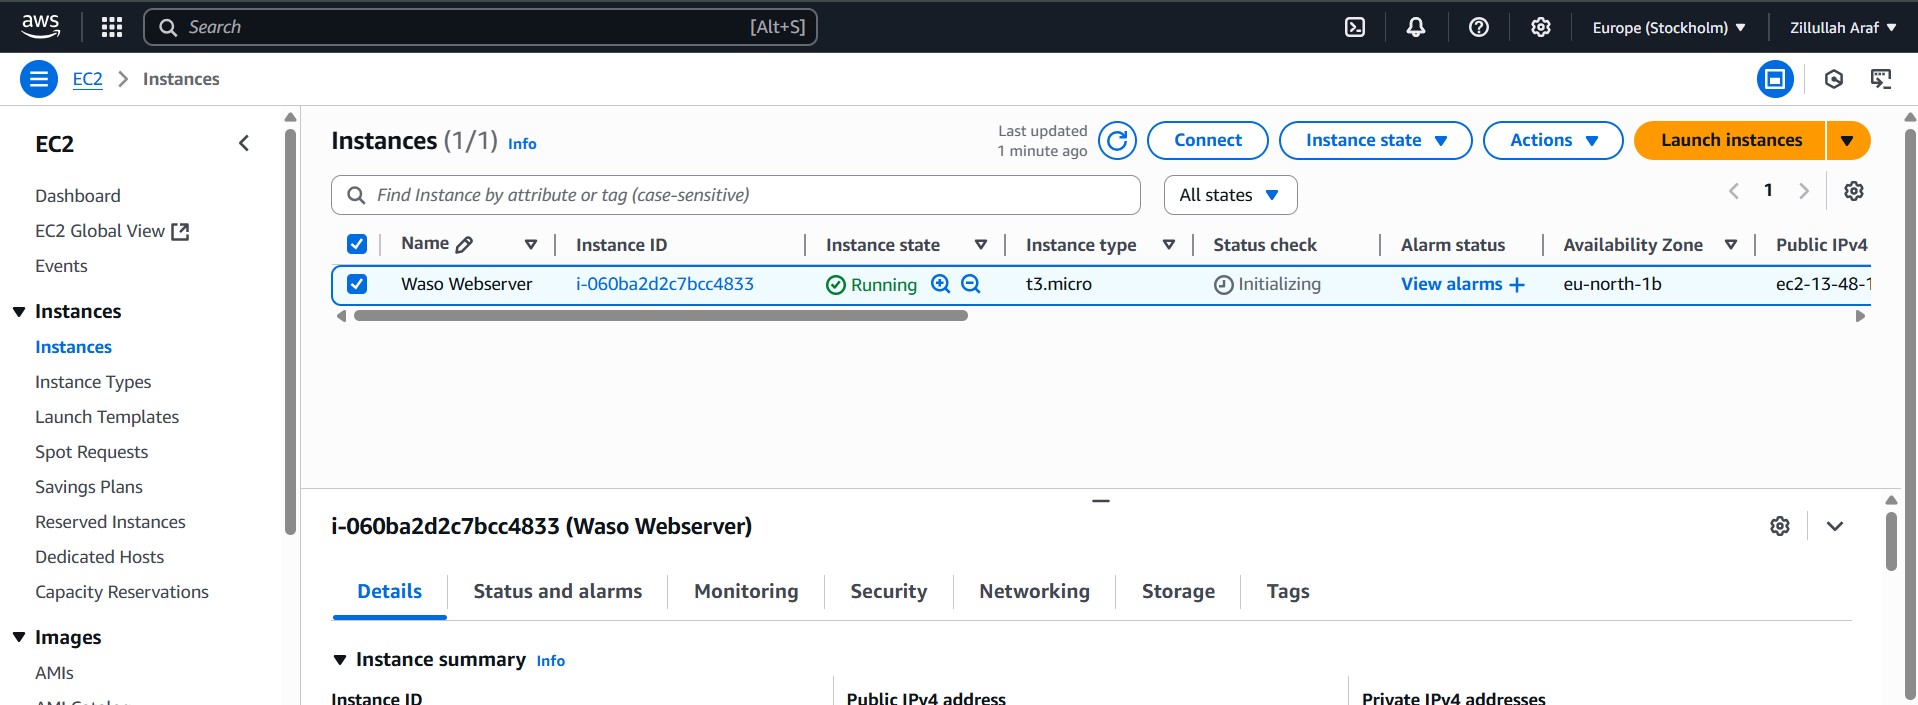 aws
Search [Alt+S]
Europe (Stockholm)
Zillullah Araf
EC2
Instances
EC2
Dashboard
EC2 Global View
Events
Instances
Instances
Instance Types
Launch Templates
Spot Requests
Savings Plans
Reserved Instances
Dedicated Hosts
Capacity Reservations
Images
AMIs
AMI Catalog
Instances (1/1) Info
Last updated
1 minute ago
Connect
Instance state
Actions
Launch instances
Find Instance by attribute or tag (case-sensitive)
All states
1
Name Instance ID Instance state Instance type Status check Alarm status Availability Zone Public IPv4
Waso Webserver i-060ba2d2c7bcc4833 Running t3.micro Initializing View alarms + eu-north-1b ec2-13-48-1
i-060ba2d2c7bcc4833 (Waso Webserver)
Details Status and alarms Monitoring Security Networking Storage Tags
Instance summary Info
Instance ID Public IPv4 address Private IPv4 addresses